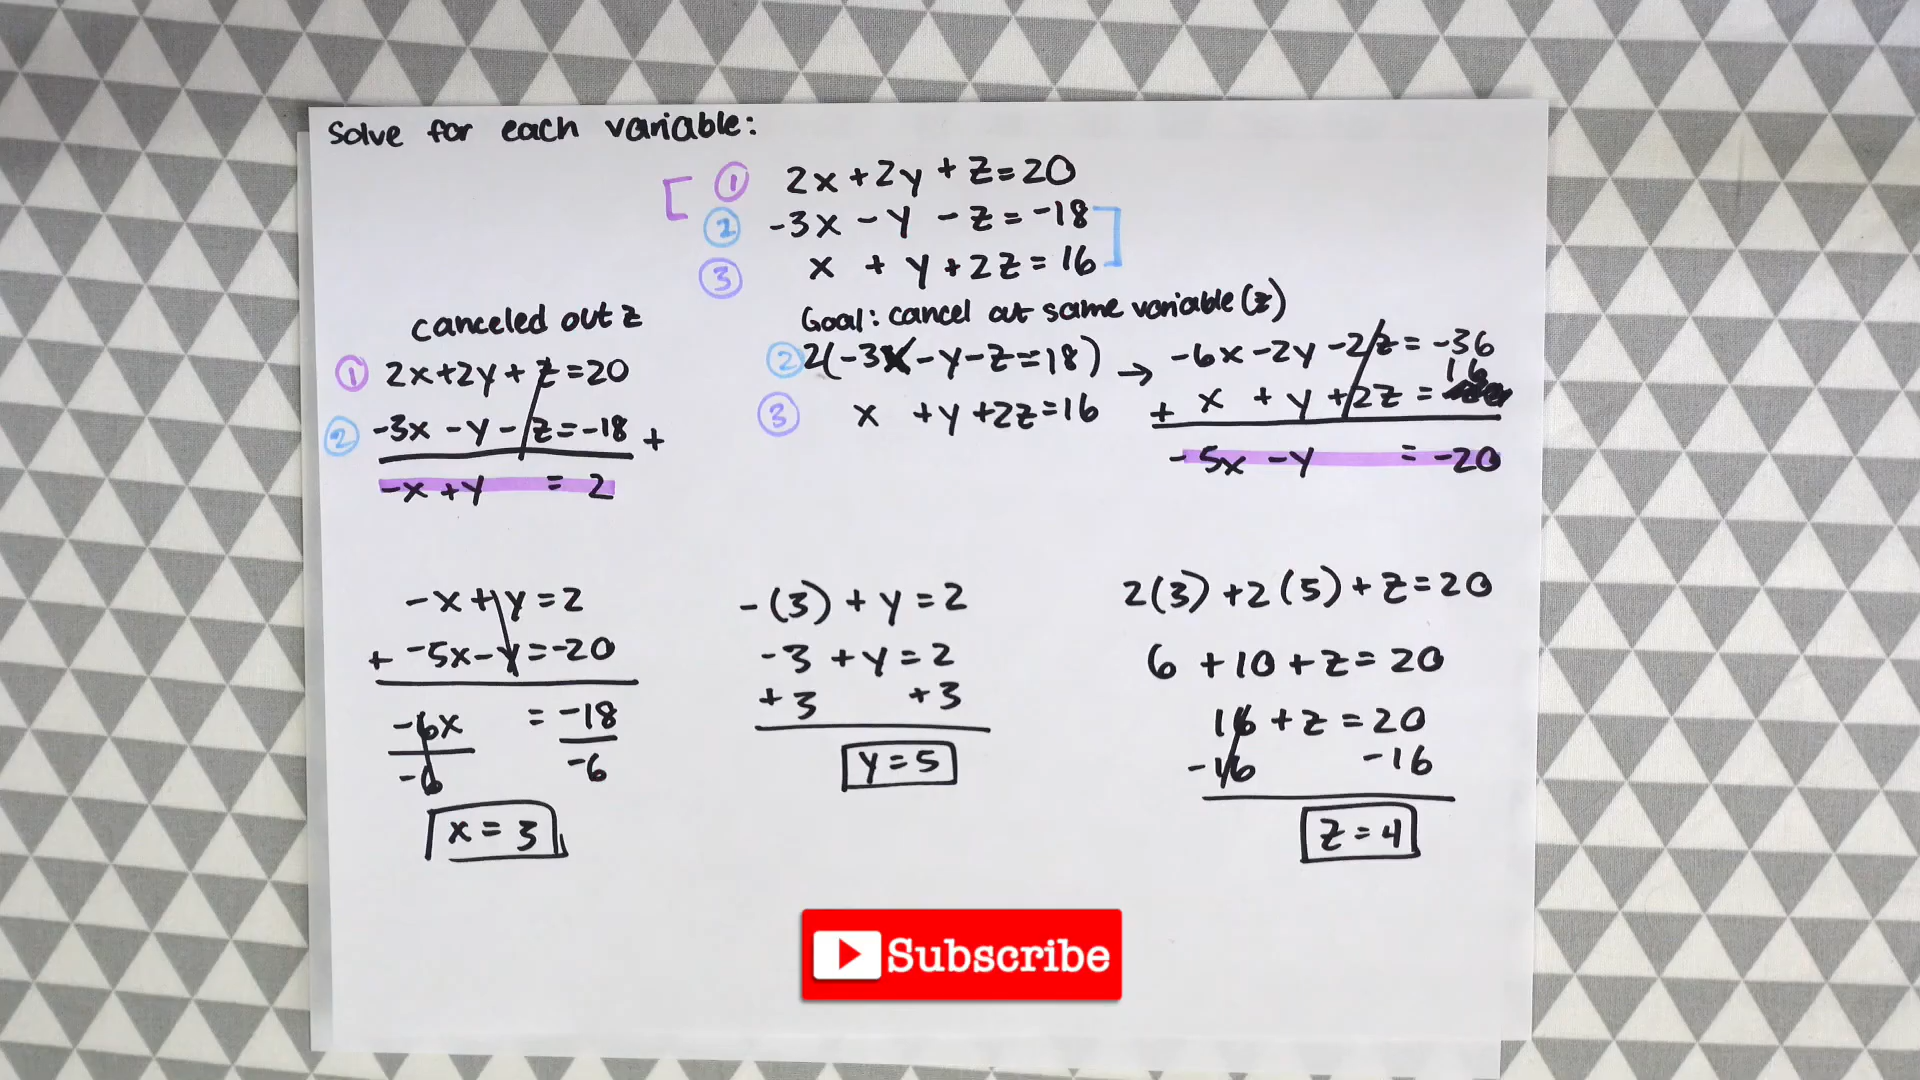 Solve for each variable:
① 2x + 2y + z = 20
② -3x - y - z = -18
③ x + y + 2z = 16
canceled out z
① 2x + 2y + z = 20
② -3x - y - z = -18 +
-x + y = 2
Goal: cancel out same variable (z)
② 2(-3x - y - z = 18) → -6x - 2y - 2z = -36
③ x + y + 2z = 16 + x + y + 2z = 16
-5x - y = -20
-x + y = 2
+ -5x - y = -20
-6x = -18
-6 -6
x = 3
-(3) + y = 2
-3 + y = 2
+3 +3
y = 5
2(3) + 2(5) + z = 20
6 + 10 + z = 20
16 + z = 20
-16 -16
z = 4
Subscribe